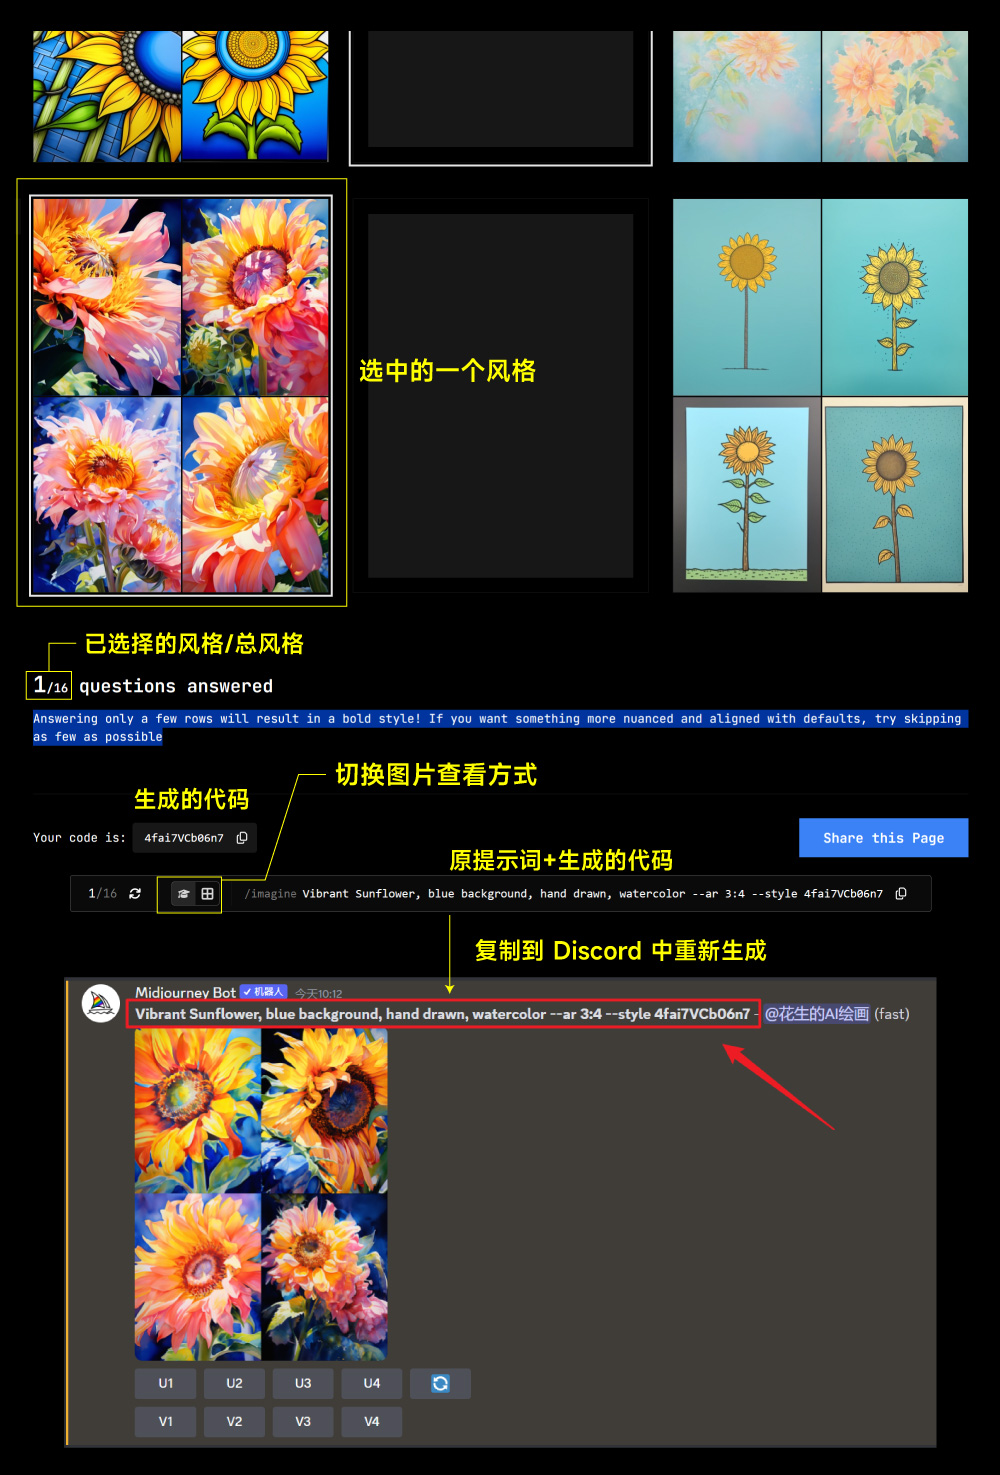 选中的一个风格
已选择的风格/总风格
1/16 questions answered
Answering only a few rows will result in a bold style! If you want something more nuanced and aligned with defaults, try skipping
as few as possible
切换图片查看方式
生成的代码
Your code is: 4fai7VCb06n7
Share this Page
原提示词+生成的代码
1/16
/imagine Vibrant Sunflower, blue background, hand drawn, watercolor --ar 3:4 --style 4fai7VCb06n7
复制到 Discord 中重新生成
Midjourney Bot ✓ 机器人 今天10:12
Vibrant Sunflower, blue background, hand drawn, watercolor --ar 3:4 --style 4fai7VCb06n7 - @花生的AI绘画 (fast)
U1 U2 U3 U4
V1 V2 V3 V4